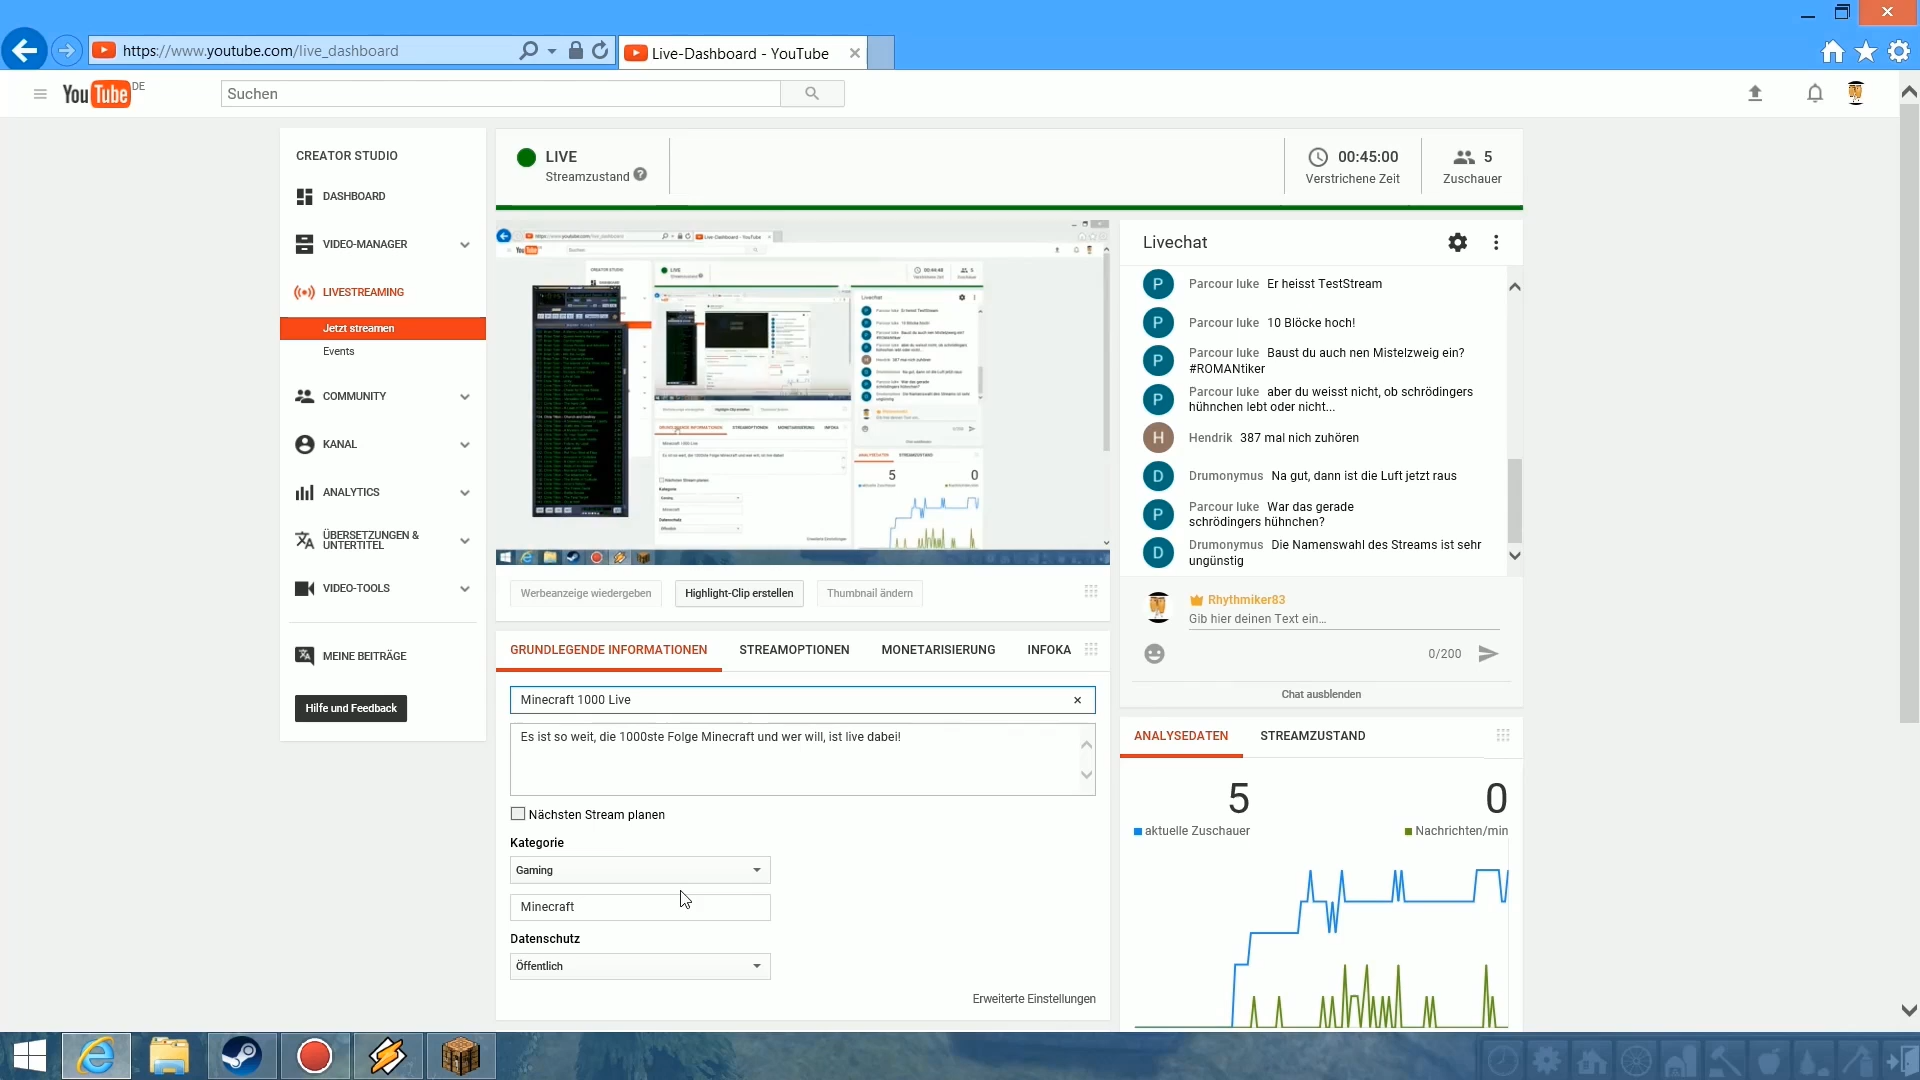 https://www.youtube.com/live_dashboard
Live-Dashboard - YouTube
YouTube DE
Suchen
CREATOR STUDIO
DASHBOARD
VIDEO-MANAGER
LIVESTREAMING
Jetzt streamen
Events
COMMUNITY
KANAL
ANALYTICS
ÜBERSETZUNGEN &
UNTERTITEL
VIDEO-TOOLS
MEINE BEITRÄGE
Hilfe und Feedback
LIVE
Streamzustand ?
00:45:00
Verstrichene Zeit
5
Zuschauer
Werbeanzeige wiedergeben
Highlight-Clip erstellen
Thumbnail ändern
GRUNDLEGENDE INFORMATIONEN
STREAMOPTIONEN
MONETARISIERUNG
INFOKA
Minecraft 1000 Live
Es ist so weit, die 1000ste Folge Minecraft und wer will, ist live dabei!
Nächsten Stream planen
Kategorie
Gaming
Minecraft
Datenschutz
Öffentlich
Erweiterte Einstellungen
Livechat
P Parcour luke Er heisst TestStream
P Parcour luke 10 Blöcke hoch!
P Parcour luke Baust du auch nen Mistelzweig ein?
#ROMANtiker
P Parcour luke aber du weisst nicht, ob schrödingers
hühnchen lebt oder nicht...
H Hendrik 387 mal nich zuhören
D Drumonymus Na gut, dann ist die Luft jetzt raus
P Parcour luke War das gerade
schrödingers hühnchen?
D Drumonymus Die Namenswahl des Streams ist sehr
ungünstig
Rhythmiker83
Gib hier deinen Text ein...
0/200
Chat ausblenden
ANALYSEDATEN
STREAMZUSTAND
5
aktuelle Zuschauer
0
Nachrichten/min